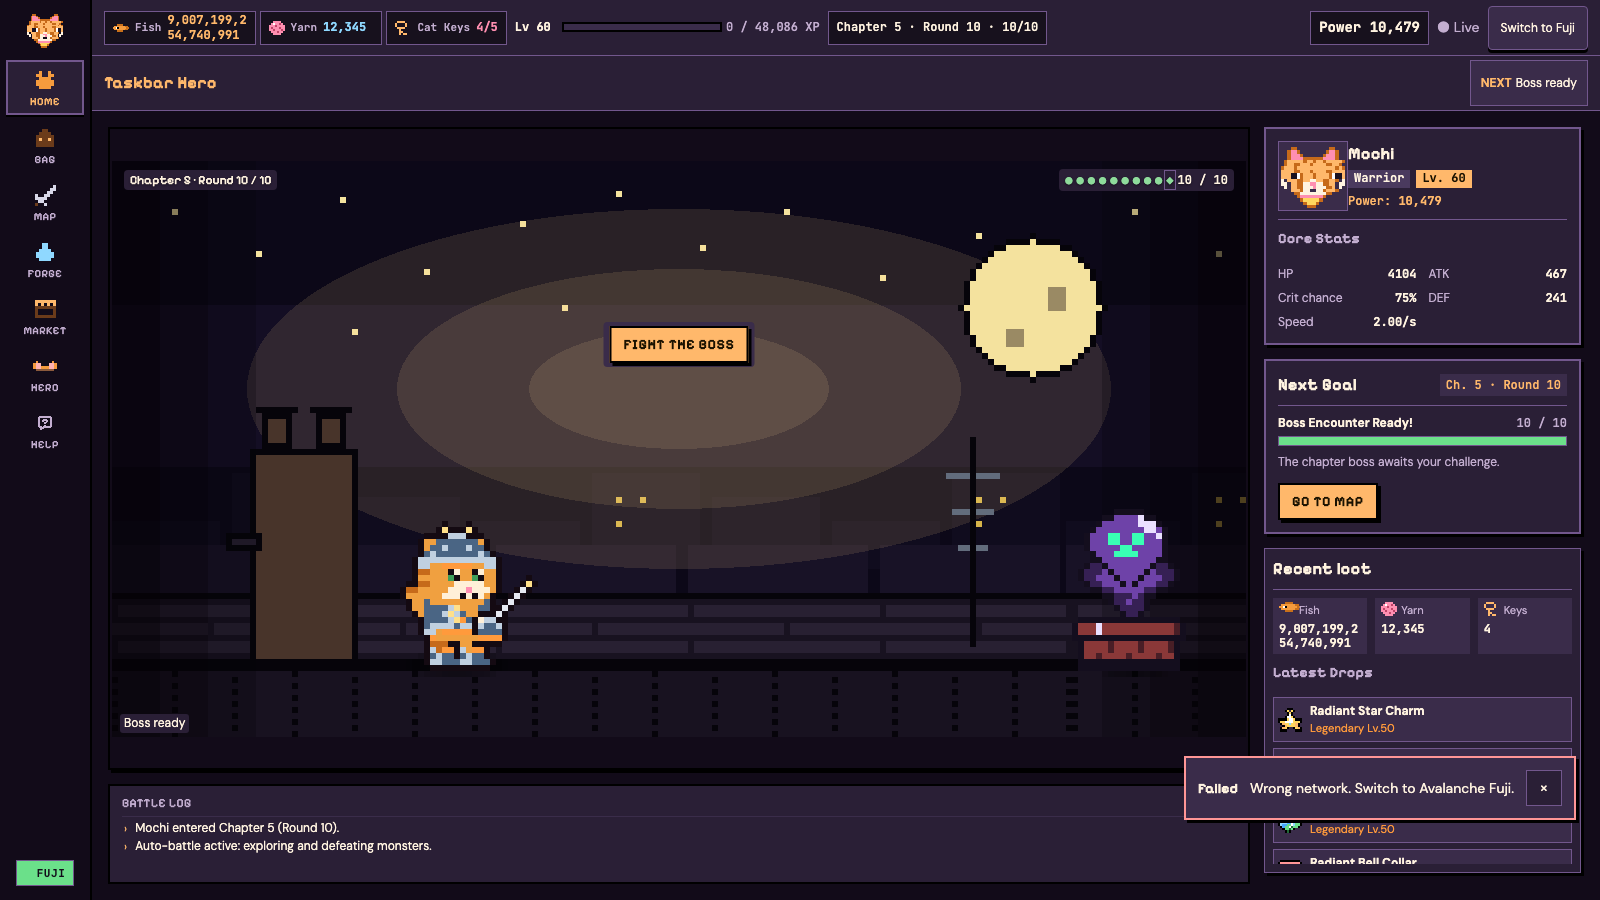 Fish 9,007,199,2
54,740,991
Yarn 12,345
Cat Keys 4/5
Lv 60
0 / 48,086 XP
Chapter 5 · Round 10 · 10/10
Power 10,479
Live
Switch to Fuji
HOME
BAG
MAP
FORGE
MARKET
HERO
HELP
FUJI
Taskbar Hero
NEXT Boss ready
Chapter 5 · Round 10 / 10
10 / 10
FIGHT THE BOSS
Boss ready
BATTLE LOG
› Mochi entered Chapter 5 (Round 10).
› Auto-battle active: exploring and defeating monsters.
Mochi
Warrior Lv. 60
Power: 10,479
Core Stats
HP 4104 ATK 467
Crit chance 75% DEF 241
Speed 2.00/s
Next Goal
Ch. 5 · Round 10
Boss Encounter Ready! 10 / 10
The chapter boss awaits your challenge.
GO TO MAP
Recent loot
Fish
9,007,199,2
54,740,991
Yarn
12,345
Keys
4
Latest Drops
Radiant Star Charm
Legendary Lv.50
Failed Wrong network. Switch to Avalanche Fuji. ×
Legendary Lv.50
Radiant Bell Collar